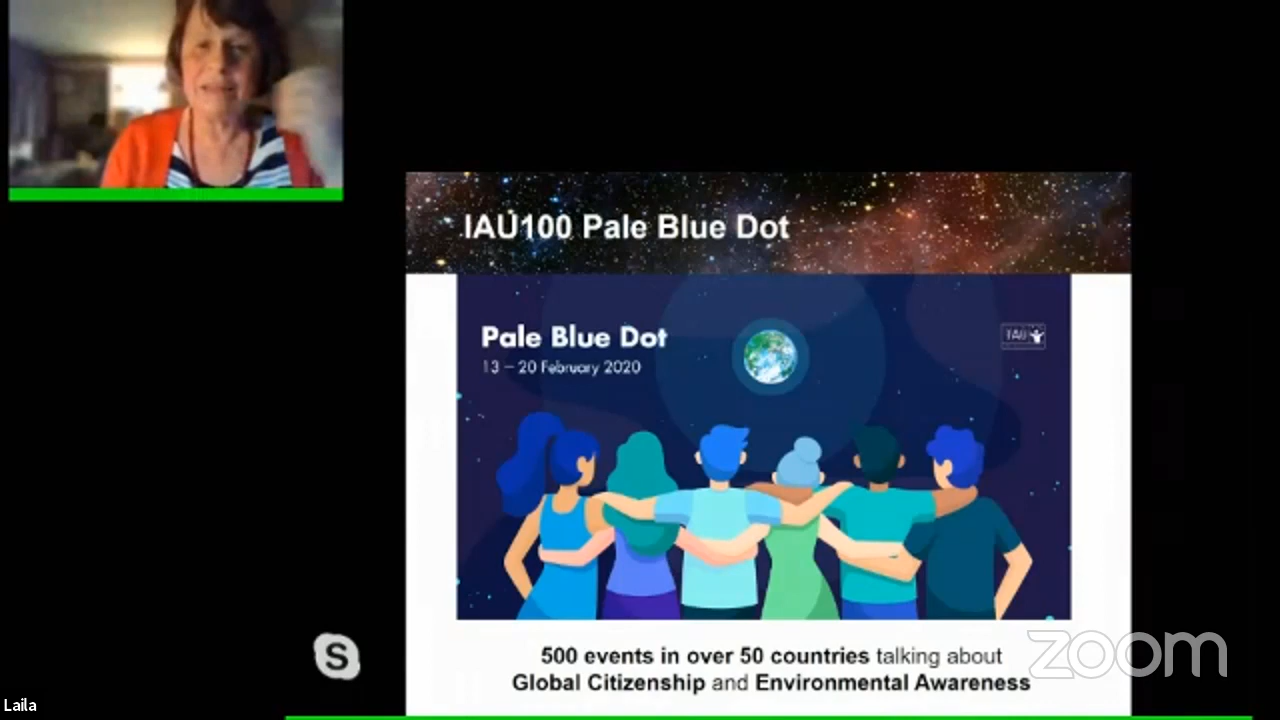 IAU100 Pale Blue Dot
Pale Blue Dot
13 – 20 February 2020
IAU
500 events in over 50 countries talking about
Global Citizenship and Environmental Awareness
S
zoom
Laila